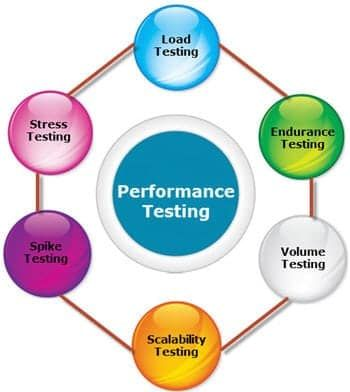 Load
Testing
Stress
Testing
Endurance
Testing
Performance
Testing
Spike
Testing
Volume
Testing
Scalability
Testing